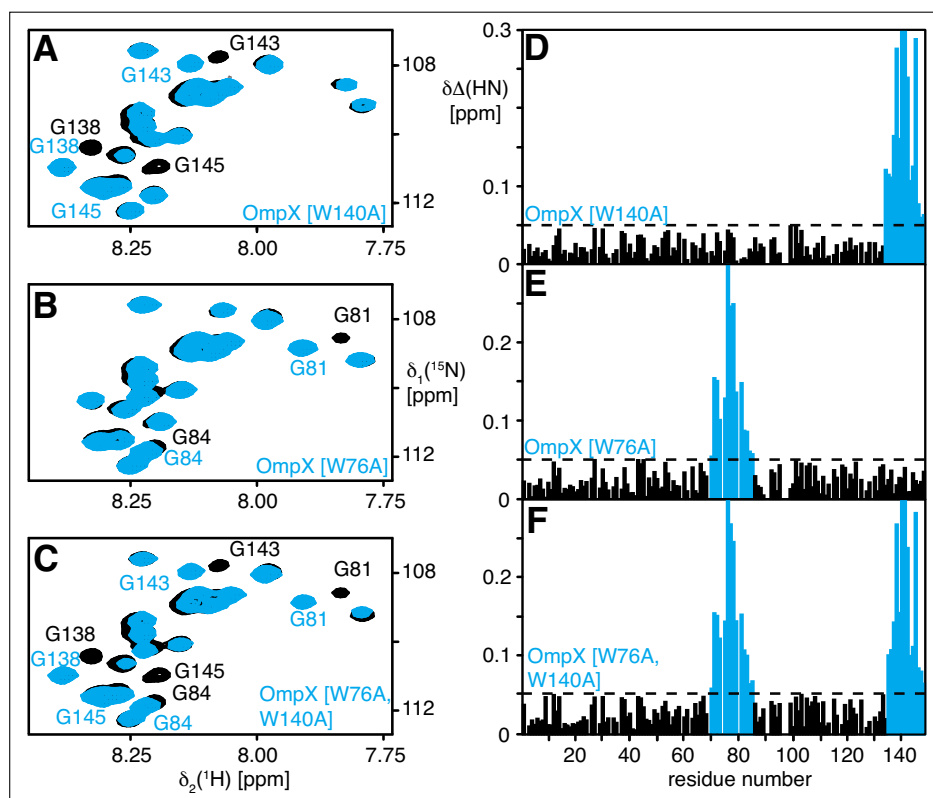 A
G143
G143
108
G138
G138
G145
G145
112
OmpX [W140A]
8.25 8.00 7.75
B
108
G81
G81
δ1(15N)
[ppm]
G84
G84
112
OmpX [W76A]
8.25 8.00 7.75
C
G143
G143
108
G81
G81
G138
G138
G145
G84
G145
G84
112
OmpX [W76A,
W140A]
8.25 8.00 7.75
δ2(1H) [ppm]
D
0.3
δΔ(HN)
[ppm]
0.1
OmpX [W140A]
0
E
0.2
0.1
OmpX [W76A]
0
F
0.2
0.1
OmpX [W76A,
W140A]
0
20 40 60 80 100 120 140
residue number